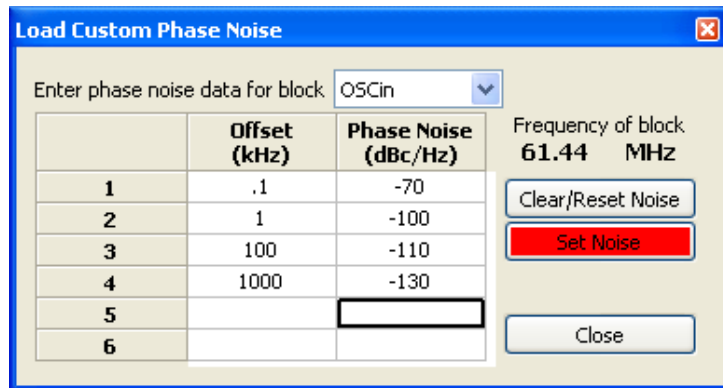 Load Custom Phase Noise
Enter phase noise data for block OSCin
Offset (kHz) Phase Noise (dBc/Hz)
1 .1 -70
2 1 -100
3 100 -110
4 1000 -130
5
6
Frequency of block
61.44 MHz
Clear/Reset Noise
Set Noise
Close